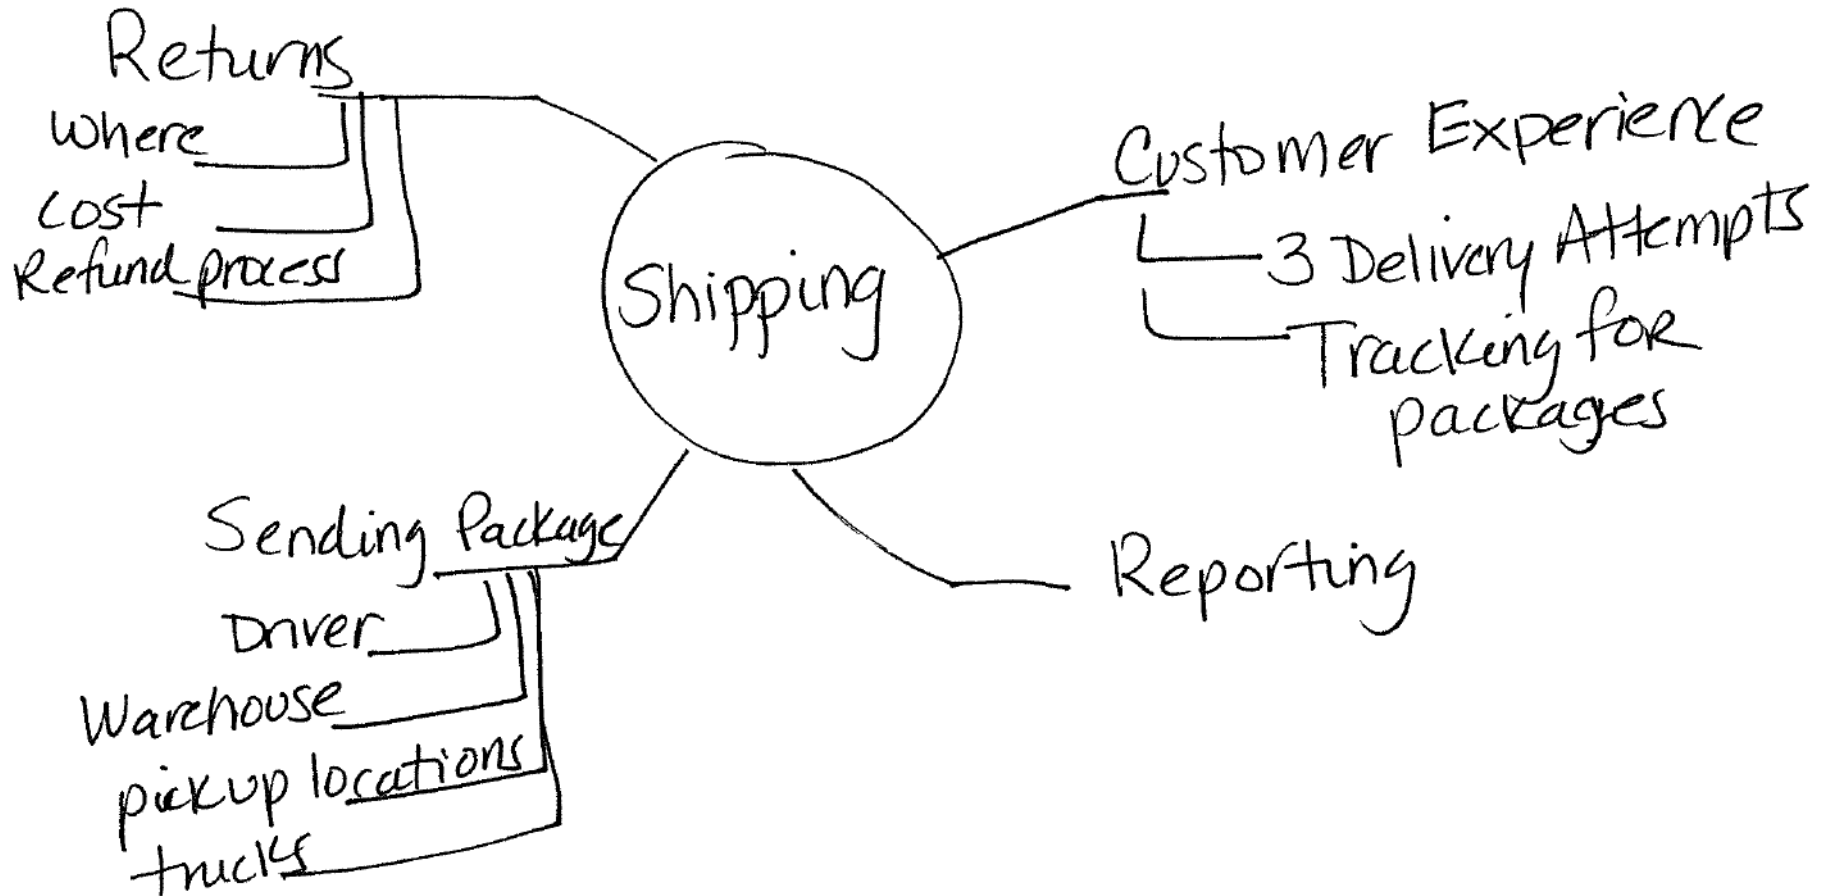 Returns
Where
Cost
Refund process
Shipping
Customer Experience
3 Delivery Attempts
Tracking for
packages
Sending Package
Driver
Warehouse
pickup locations
trucks
Reporting